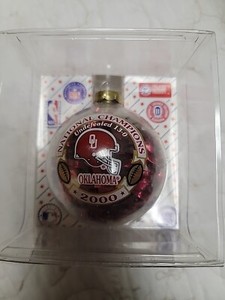 NATIONAL CHAMPIONS
Undefeated 13-0
OU
OKLAHOMA
2000